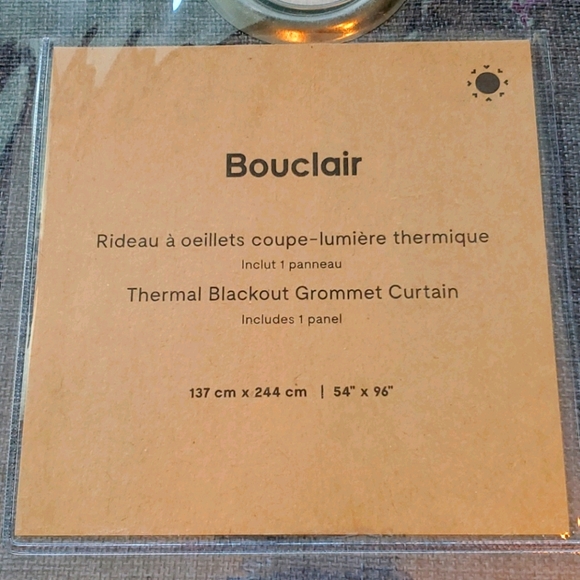 Bouclair
Rideau à oeillets coupe-lumière thermique
Inclut 1 panneau
Thermal Blackout Grommet Curtain
Includes 1 panel
137 cm x 244 cm | 54" x 96"